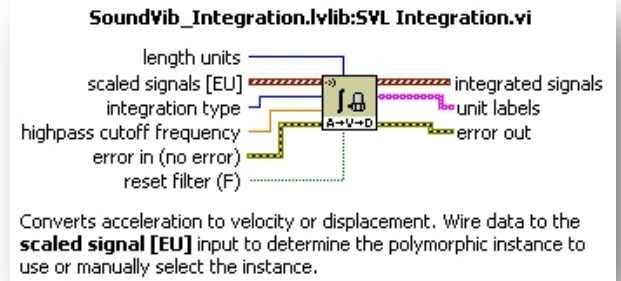 SoundVib_Integration.lvlib:SVL Integration.vi
length units
scaled signals [EU]
integration type
highpass cutoff frequency
error in (no error)
reset filter (F)
A→V→D
integrated signals
unit labels
error out
Converts acceleration to velocity or displacement. Wire data to the
scaled signal [EU] input to determine the polymorphic instance to
use or manually select the instance.